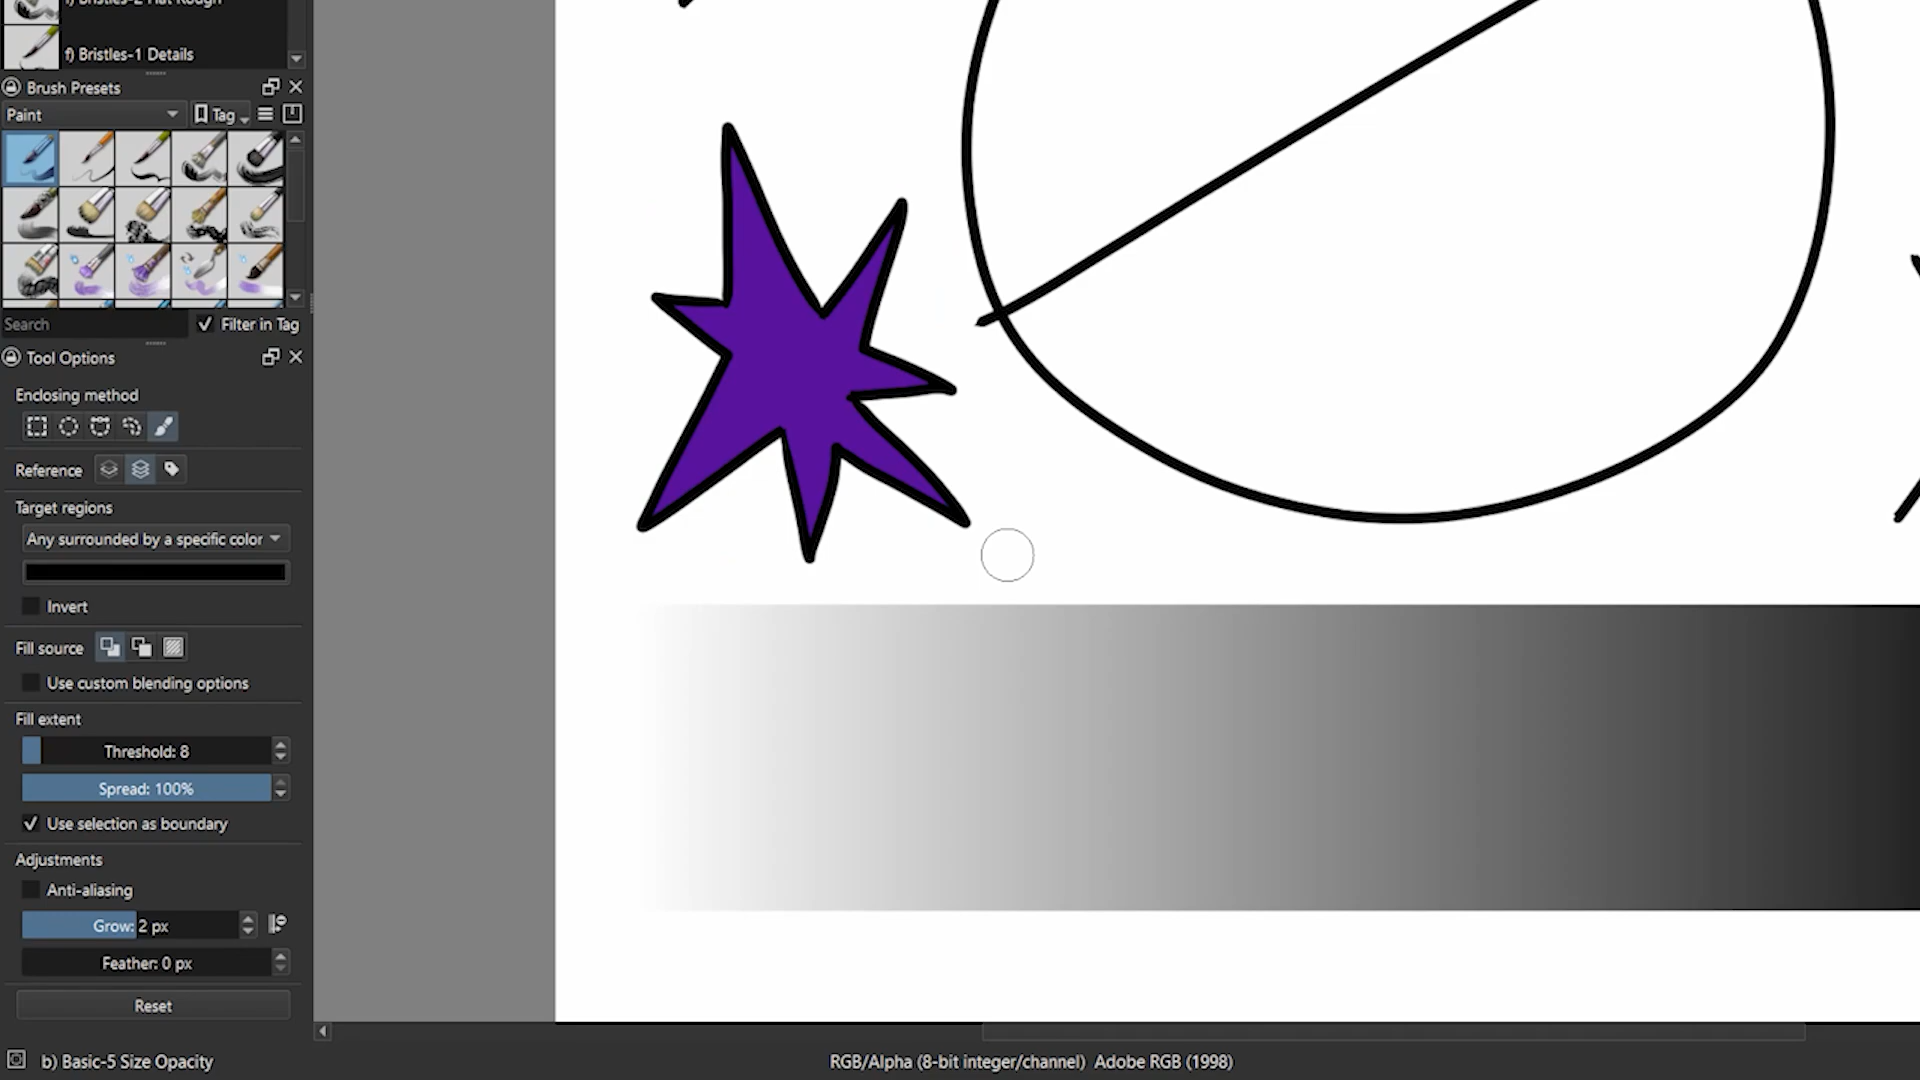 f) Bristles-2 Flat Rough
f) Bristles-1 Details
Brush Presets
Paint
Tag
Search
Filter in Tag
Tool Options
Enclosing method
Reference
Target regions
Any surrounded by a specific color
Invert
Fill source
Use custom blending options
Fill extent
Threshold: 8
Spread: 100%
Use selection as boundary
Adjustments
Anti-aliasing
Grow: 2 px
Feather: 0 px
Reset
b) Basic-5 Size Opacity
RGB/Alpha (8-bit integer/channel) Adobe RGB (1998)